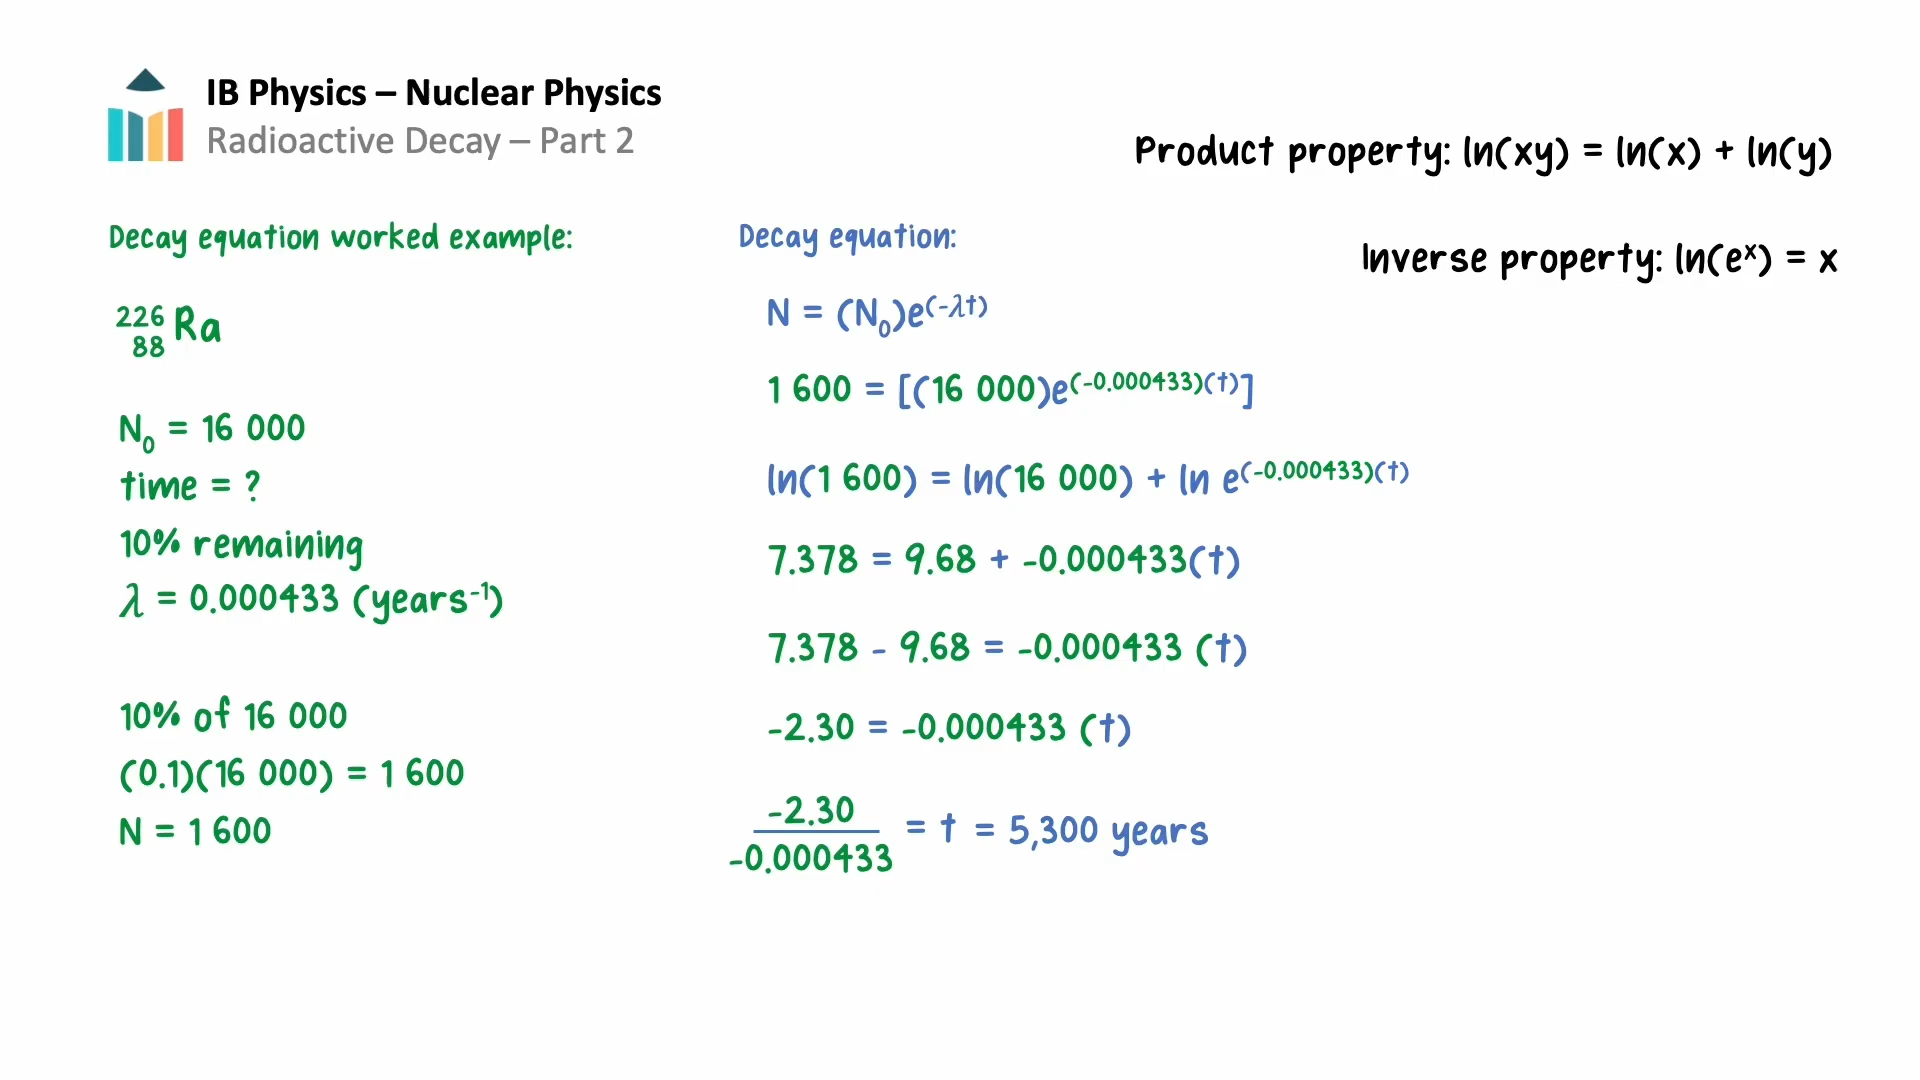 IB Physics – Nuclear Physics
Radioactive Decay – Part 2
Product property: ln(xy) = ln(x) + ln(y)
Inverse property: ln(eˣ) = x
Decay equation worked example:
²²⁶₈₈Ra
N₀ = 16 000
time = ?
10% remaining
λ = 0.000433 (years⁻¹)
10% of 16 000
(0.1)(16 000) = 1 600
N = 1 600
Decay equation:
N = (N₀)e^(-λt)
1 600 = [(16 000)e^(-0.000433)(t)]
ln(1 600) = ln(16 000) + ln e^(-0.000433)(t)
7.378 = 9.68 + -0.000433(t)
7.378 - 9.68 = -0.000433 (t)
-2.30 = -0.000433 (t)
-2.30
-0.000433
= t = 5,300 years